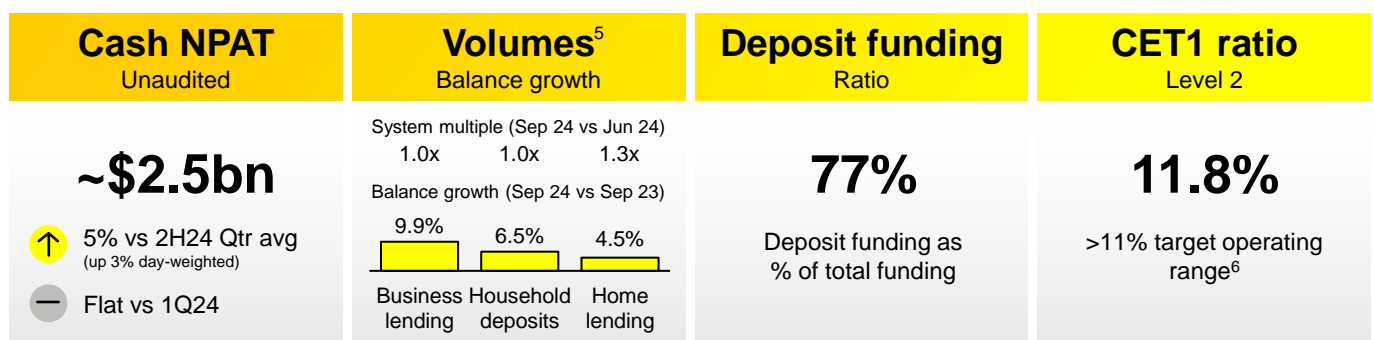 Cash NPAT
Unaudited
~$2.5bn
5% vs 2H24 Qtr avg
(up 3% day-weighted)
Flat vs 1Q24
Volumes5
Balance growth
System multiple (Sep 24 vs Jun 24)
1.0x 1.0x 1.3x
Balance growth (Sep 24 vs Sep 23)
9.9% 6.5% 4.5%
Business Household Home
lending deposits lending
Deposit funding
Ratio
77%
Deposit funding as
% of total funding
CET1 ratio
Level 2
11.8%
>11% target operating
range6